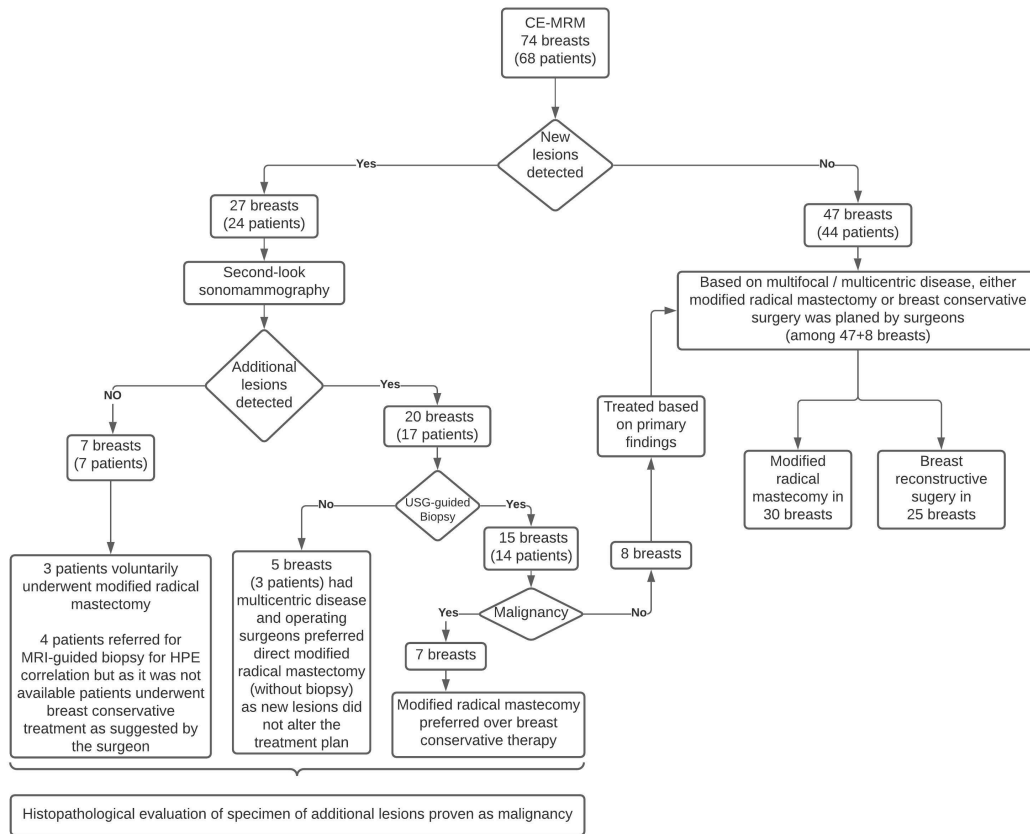 CE-MRM
74 breasts
(68 patients)
New
lesions
detected
Yes
No
27 breasts
(24 patients)
47 breasts
(44 patients)
Second-look
sonomammography
Based on multifocal / multicentric disease, either
modified radical mastectomy or breast conservative
surgery was planed by surgeons
(among 47+8 breasts)
Additional
lesions
detected
NO
Yes
7 breasts
(7 patients)
20 breasts
(17 patients)
Treated based
on primary
findings
Modified
radical
mastecomy in
30 breasts
Breast
reconstructive
sugery in
25 breasts
USG-guided
Biopsy
No
Yes
15 breasts
(14 patients)
8 breasts
3 patients voluntarily
underwent modified radical
mastectomy
4 patients referred for
MRI-guided biopsy for HPE
correlation but as it was not
available patients underwent
breast conservative
treatment as suggested by
the surgeon
5 breasts
(3 patients) had
multicentric disease
and operating
surgeons preferred
direct modified
radical mastectomy
(without biopsy)
as new lesions did
not alter the
treatment plan
Malignancy
Yes
No
7 breasts
Modified radical mastecomy
preferred over breast
conservative therapy
Histopathological evaluation of specimen of additional lesions proven as malignancy